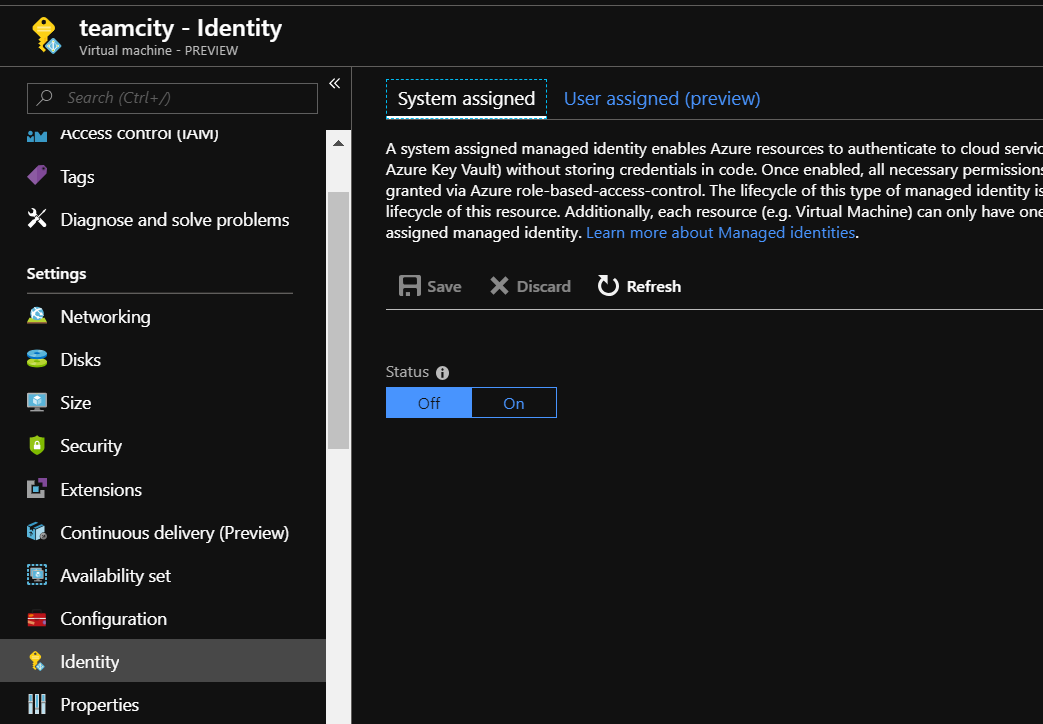 teamcity - Identity
Virtual machine - PREVIEW
Search (Ctrl+/)
«
Access control (IAM)
Tags
Diagnose and solve problems
Settings
Networking
Disks
Size
Security
Extensions
Continuous delivery (Preview)
Availability set
Configuration
Identity
Properties
System assigned User assigned (preview)
A system assigned managed identity enables Azure resources to authenticate to cloud servic
Azure Key Vault) without storing credentials in code. Once enabled, all necessary permissions
granted via Azure role-based-access-control. The lifecycle of this type of managed identity is
lifecycle of this resource. Additionally, each resource (e.g. Virtual Machine) can only have one
assigned managed identity. Learn more about Managed identities.
Save Discard Refresh
Status
Off On